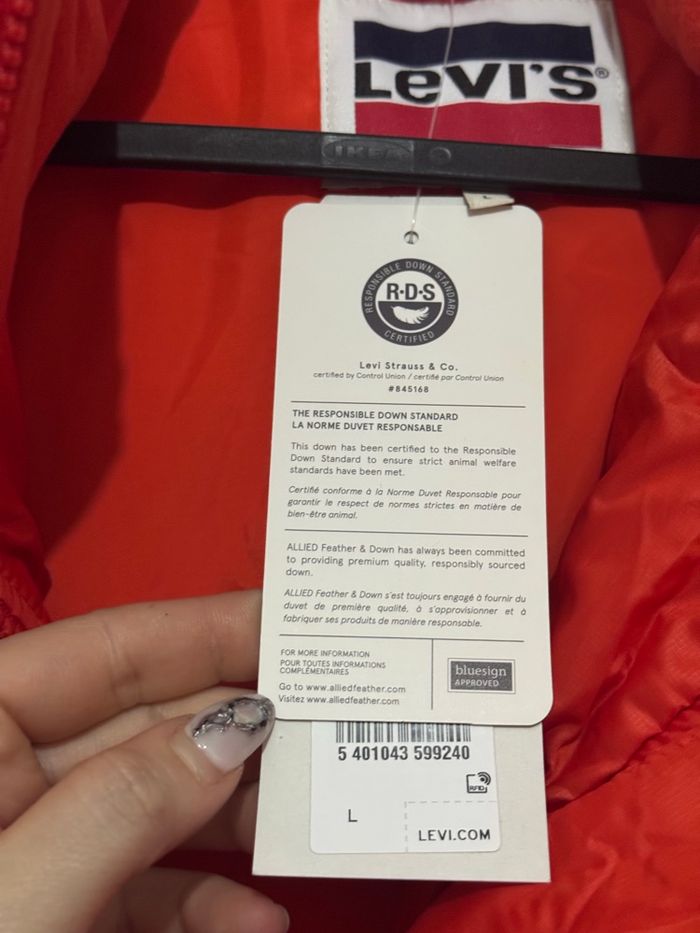 LeVI'S®
IKEA
L
RESPONSIBLE DOWN STANDARD
R·D·S
CERTIFIED
Levi Strauss & Co.
certified by Control Union / certifié par Control Union
#845168
THE RESPONSIBLE DOWN STANDARD
LA NORME DUVET RESPONSABLE
This down has been certified to the Responsible
Down Standard to ensure strict animal welfare
standards have been met.
Certifié conforme à la Norme Duvet Responsable pour
garantir le respect de normes strictes en matière de
bien-être animal.
ALLIED Feather & Down has always been committed
to providing premium quality, responsibly sourced
down.
ALLIED Feather & Down s'est toujours engagé à fournir du
duvet de première qualité, à s'approvisionner et à
fabriquer ses produits de manière responsable.
FOR MORE INFORMATION
POUR TOUTES INFORMATIONS
COMPLÉMENTAIRES
Go to www.alliedfeather.com
Visitez www.alliedfeather.com
bluesign
APPROVED
5 401043 599240
RFID
L
LEVI.COM